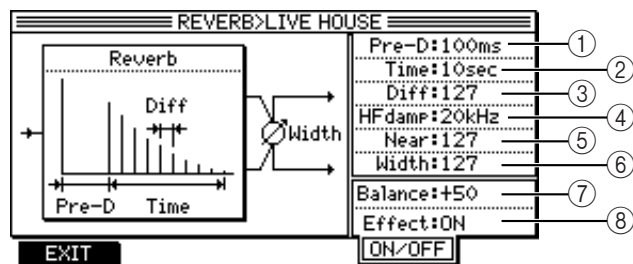 REVERB>LIVE HOUSE
Reverb
Diff
Pre-D
Time
Width
Pre-D:100ms ①
Time:10sec ②
Diff:127 ③
HFdamp:20kHz ④
Near:127 ⑤
Width:127 ⑥
Balance:+50 ⑦
Effect:ON ⑧
EXIT
ON/OFF